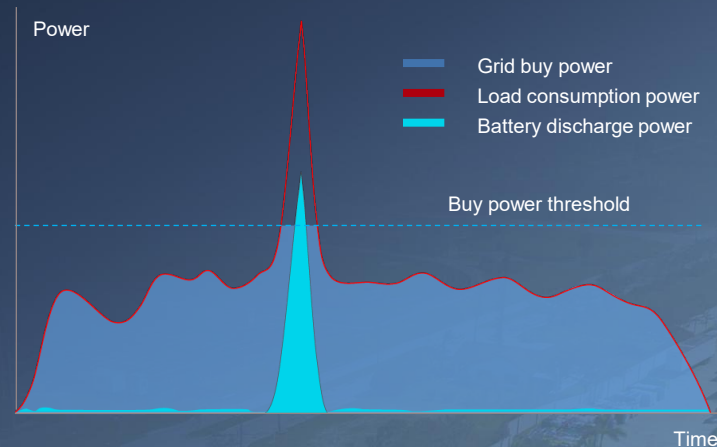 Power
Grid buy power
Load consumption power
Battery discharge power
Buy power threshold
Time